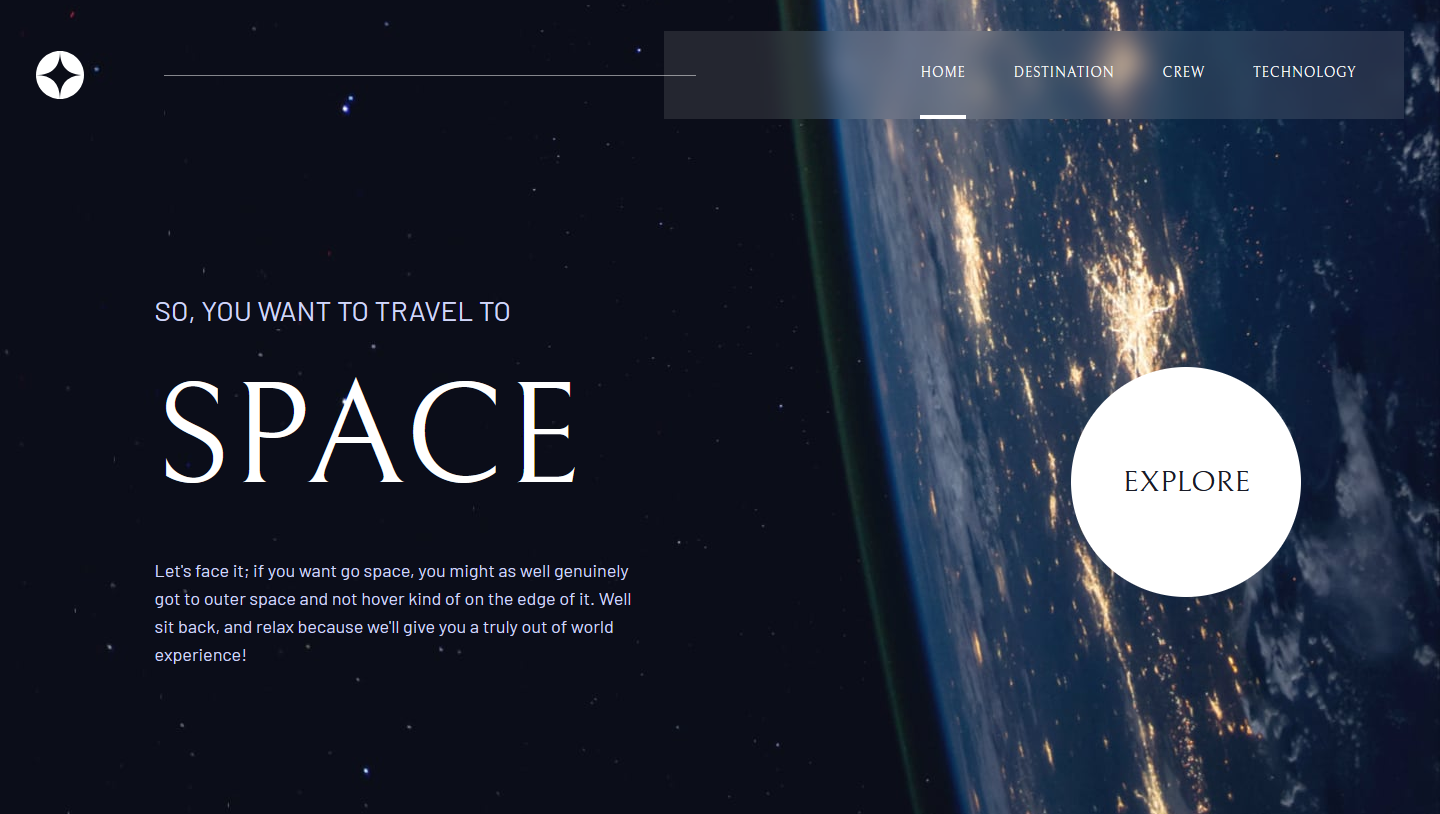 HOME DESTINATION CREW TECHNOLOGY
SO, YOU WANT TO TRAVEL TO
SPACE
EXPLORE
Let's face it; if you want go space, you might as well genuinely
got to outer space and not hover kind of on the edge of it. Well
sit back, and relax because we'll give you a truly out of world
experience!